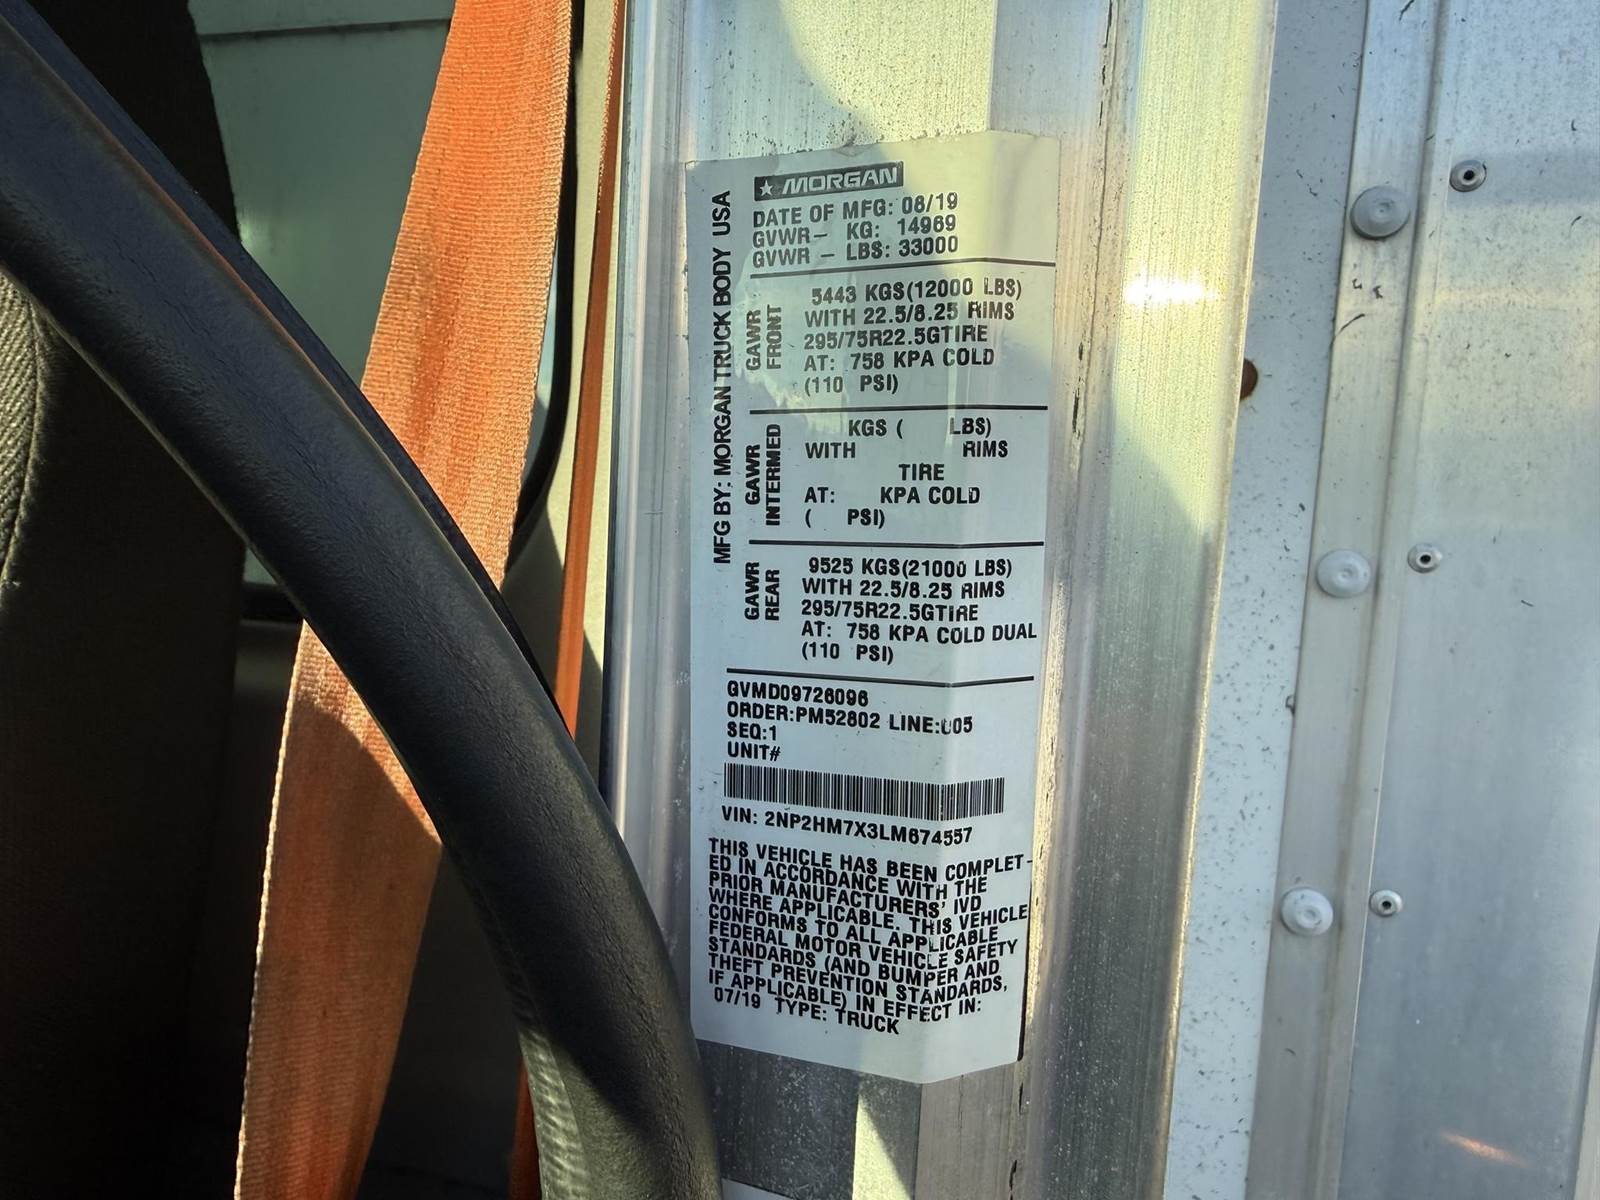 MORGAN
DATE OF MFG: 08/19
GVWR- KG: 14969
GVWR - LBS: 33000
MFG BY: MORGAN TRUCK BODY USA
GAWR FRONT
5443 KGS(12000 LBS)
WITH 22.5/8.25 RIMS
295/75R22.5GTIRE
AT: 758 KPA COLD
(110 PSI)
GAWR INTERMED
KGS ( LBS)
WITH RIMS
TIRE
AT: KPA COLD
( PSI)
GAWR REAR
9525 KGS(21000 LBS)
WITH 22.5/8.25 RIMS
295/75R22.5GTIRE
AT: 758 KPA COLD DUAL
(110 PSI)
GVMD09726096
ORDER:PM52802 LINE:005
SEQ:1
UNIT#
VIN: 2NP2HM7X3LM674557
THIS VEHICLE HAS BEEN COMPLET-
ED IN ACCORDANCE WITH THE
PRIOR MANUFACTURERS' IVD
WHERE APPLICABLE. THIS VEHICLE
CONFORMS TO ALL APPLICABLE
FEDERAL MOTOR VEHICLE SAFETY
STANDARDS (AND BUMPER AND
THEFT PREVENTION STANDARDS,
IF APPLICABLE) IN EFFECT IN:
07/19 TYPE: TRUCK